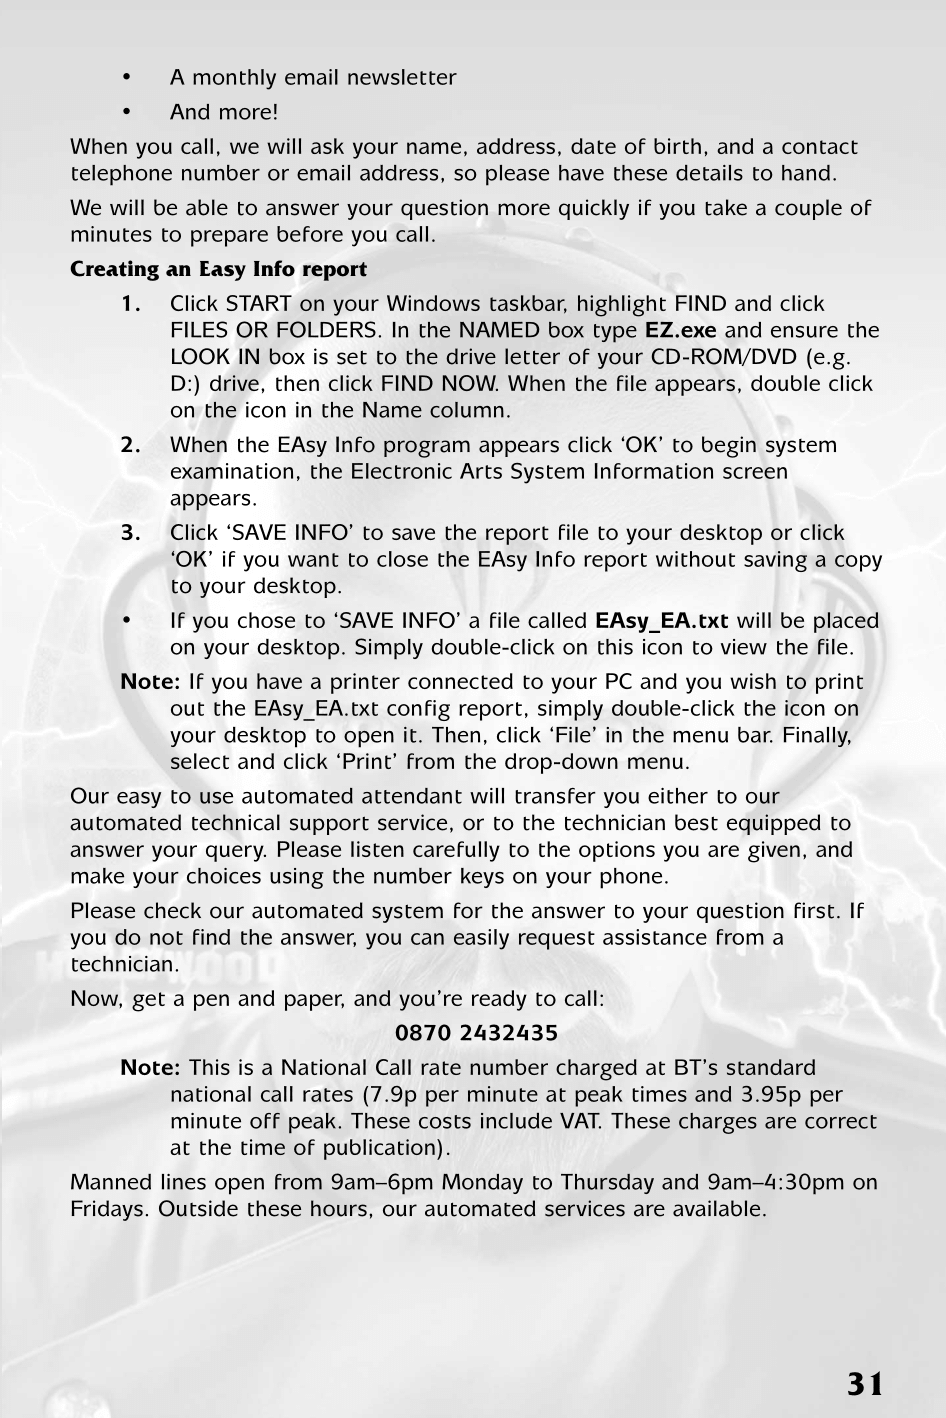 • A monthly email newsletter
• And more!
When you call, we will ask your name, address, date of birth, and a contact
telephone number or email address, so please have these details to hand.
We will be able to answer your question more quickly if you take a couple of
minutes to prepare before you call.
Creating an Easy Info report
1. Click START on your Windows taskbar, highlight FIND and click
FILES OR FOLDERS. In the NAMED box type EZ.exe and ensure the
LOOK IN box is set to the drive letter of your CD-ROM/DVD (e.g.
D:) drive, then click FIND NOW. When the file appears, double click
on the icon in the Name column.
2. When the EAsy Info program appears click ‘OK’ to begin system
examination, the Electronic Arts System Information screen
appears.
3. Click ‘SAVE INFO’ to save the report file to your desktop or click
‘OK’ if you want to close the EAsy Info report without saving a copy
to your desktop.
• If you chose to ‘SAVE INFO’ a file called EAsy_EA.txt will be placed
on your desktop. Simply double-click on this icon to view the file.
Note: If you have a printer connected to your PC and you wish to print
out the EAsy_EA.txt config report, simply double-click the icon on
your desktop to open it. Then, click ‘File’ in the menu bar. Finally,
select and click ‘Print’ from the drop-down menu.
Our easy to use automated attendant will transfer you either to our
automated technical support service, or to the technician best equipped to
answer your query. Please listen carefully to the options you are given, and
make your choices using the number keys on your phone.
Please check our automated system for the answer to your question first. If
you do not find the answer, you can easily request assistance from a
technician.
HOLLYWOOD
Now, get a pen and paper, and you’re ready to call:
0870 2432435
Note: This is a National Call rate number charged at BT’s standard
national call rates (7.9p per minute at peak times and 3.95p per
minute off peak. These costs include VAT. These charges are correct
at the time of publication).
Manned lines open from 9am–6pm Monday to Thursday and 9am–4:30pm on
Fridays. Outside these hours, our automated services are available.
31